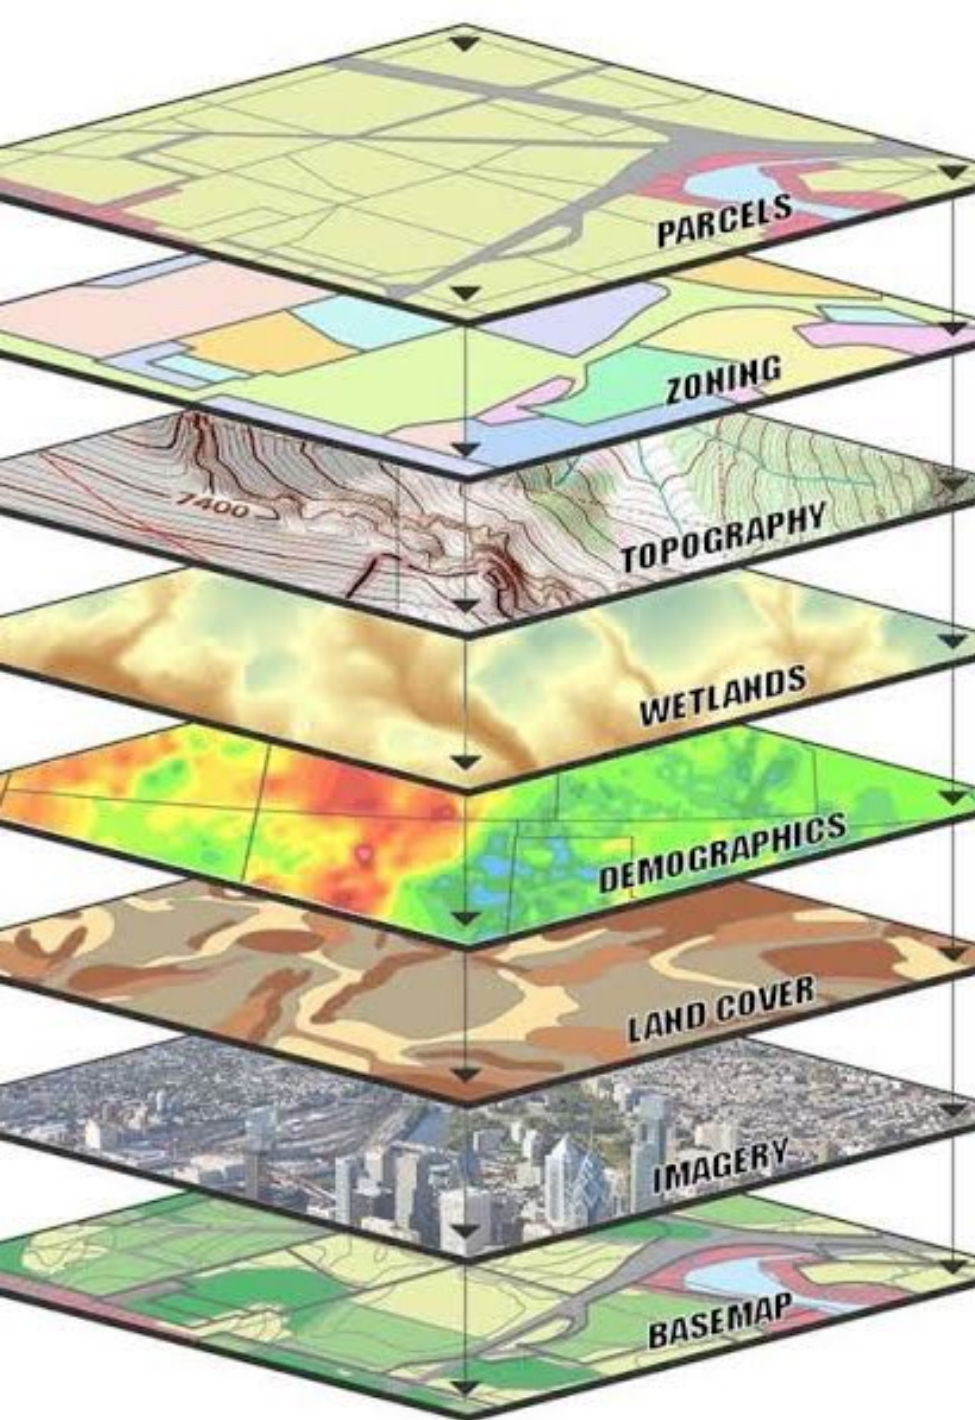 PARCELS
ZONING
7400
TOPOGRAPHY
WETLANDS
DEMOGRAPHICS
LAND COVER
IMAGERY
BASEMAP